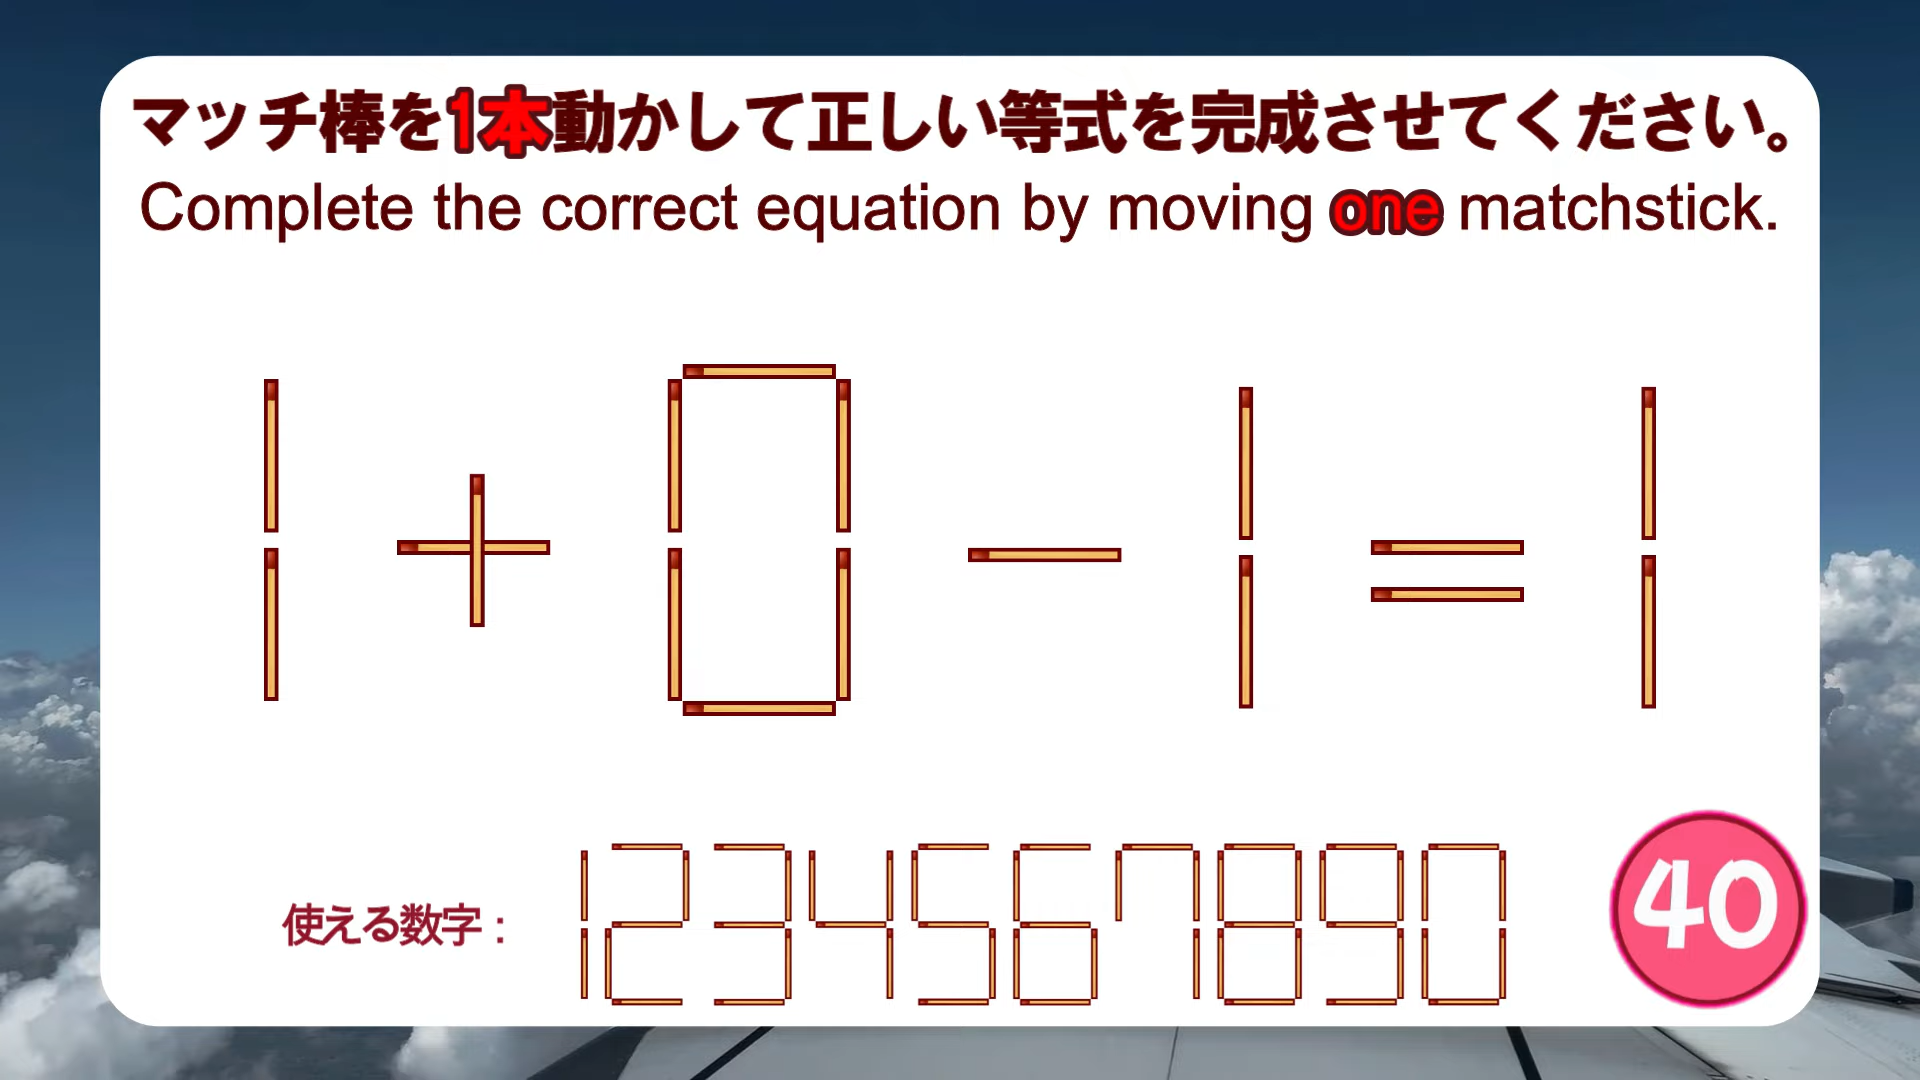 マッチ棒を1本動かして正しい等式を完成させてください。
Complete the correct equation by moving one matchstick.
1+0-1=1
使える数字：1234567890
40